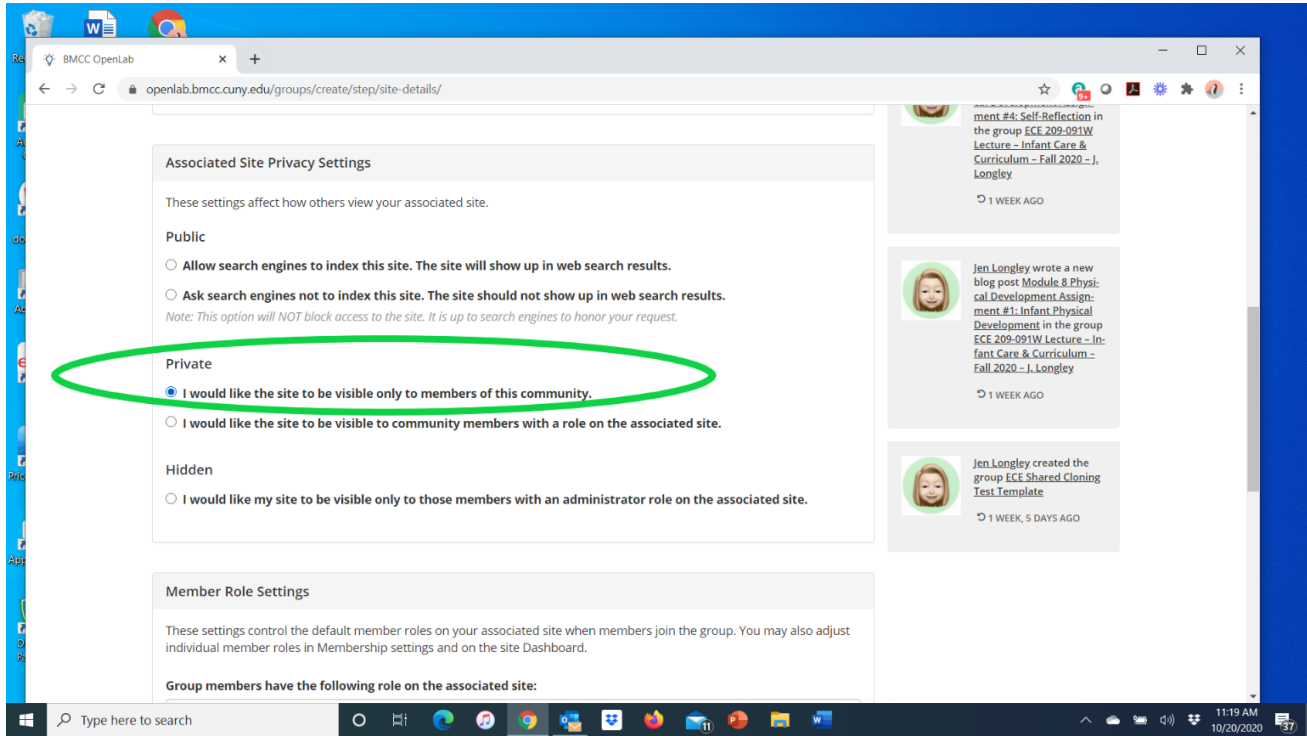 BMCC OpenLab
openlab.bmcc.cuny.edu/groups/create/step/site-details/
9+
Associated Site Privacy Settings
These settings affect how others view your associated site.
Public
Allow search engines to index this site. The site will show up in web search results.
Ask search engines not to index this site. The site should not show up in web search results.
Note: This option will NOT block access to the site. It is up to search engines to honor your request.
Private
I would like the site to be visible only to members of this community.
I would like the site to be visible to community members with a role on the associated site.
Hidden
I would like my site to be visible only to those members with an administrator role on the associated site.
Member Role Settings
These settings control the default member roles on your associated site when members join the group. You may also adjust
individual member roles in Membership settings and on the site Dashboard.
Group members have the following role on the associated site:
ment #4: Self-Reflection in
the group ECE 209-091W
Lecture – Infant Care &
Curriculum – Fall 2020 – J.
Longley
1 WEEK AGO
Jen Longley wrote a new
blog post Module 8 Physi-
cal Development Assign-
ment #1: Infant Physical
Development in the group
ECE 209-091W Lecture – In-
fant Care & Curriculum –
Fall 2020 – J. Longley
1 WEEK AGO
Jen Longley created the
group ECE Shared Cloning
Test Template
1 WEEK, 5 DAYS AGO
Type here to search
11
11:19 AM
10/20/2020
37